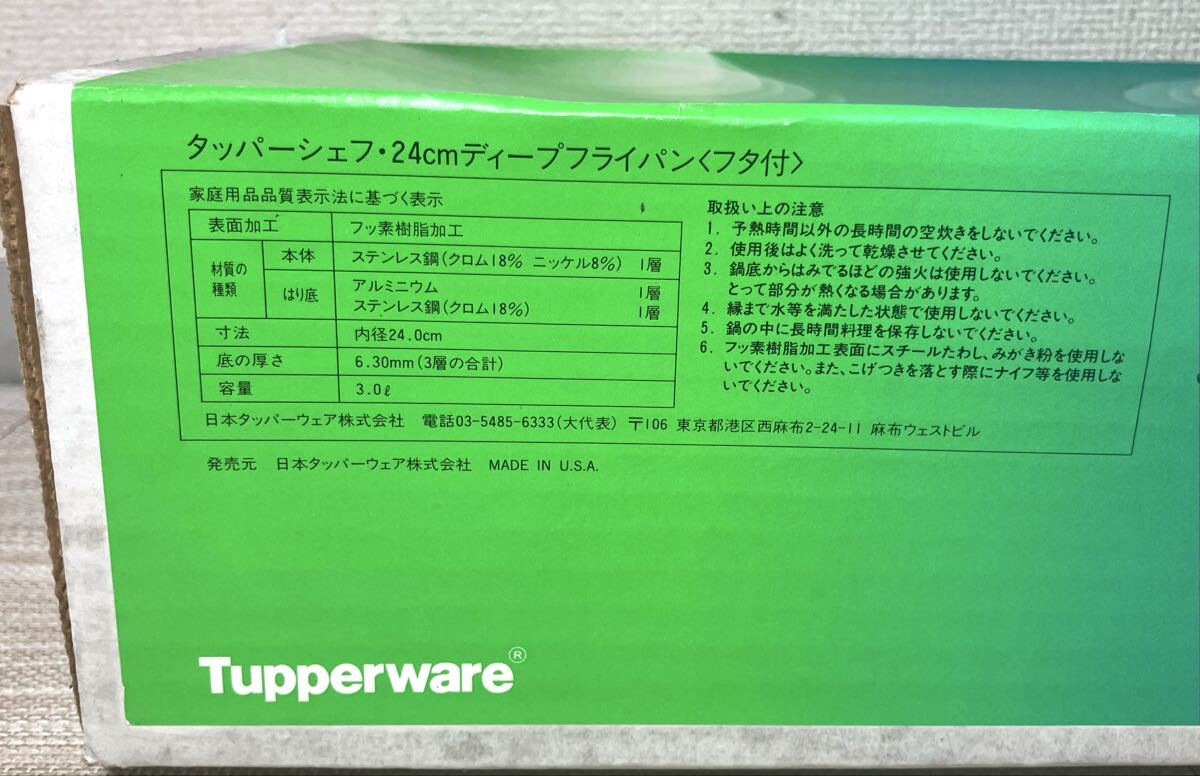 タッパーシェフ・24cmディープフライパン〈フタ付〉
家庭用品品質表示法に基づく表示
表面加工 フッ素樹脂加工
材質の種類 本体 ステンレス鋼(クロム18% ニッケル8%) 1層
はり底 アルミニウム 1層
ステンレス鋼(クロム18%) 1層
寸法 内径24.0cm
底の厚さ 6.30mm(3層の合計)
容量 3.0ℓ
取扱い上の注意
1. 予熱時間以外の長時間の空炊きをしないでください。
2. 使用後はよく洗って乾燥させてください。
3. 鍋底からはみでるほどの強火は使用しないでください。
とって部分が熱くなる場合があります。
4. 縁まで水等を満たした状態で使用しないでください。
5. 鍋の中に長時間料理を保存しないでください。
6. フッ素樹脂加工表面にスチールたわし、みがき粉を使用しな
いでください。また、こげつきを落とす際にナイフ等を使用しな
いでください。
日本タッパーウェア株式会社 電話03-5485-6333(大代表) 〒106 東京都港区西麻布2-24-11 麻布ウェストビル
発売元 日本タッパーウェア株式会社 MADE IN U.S.A.
Tupperware®